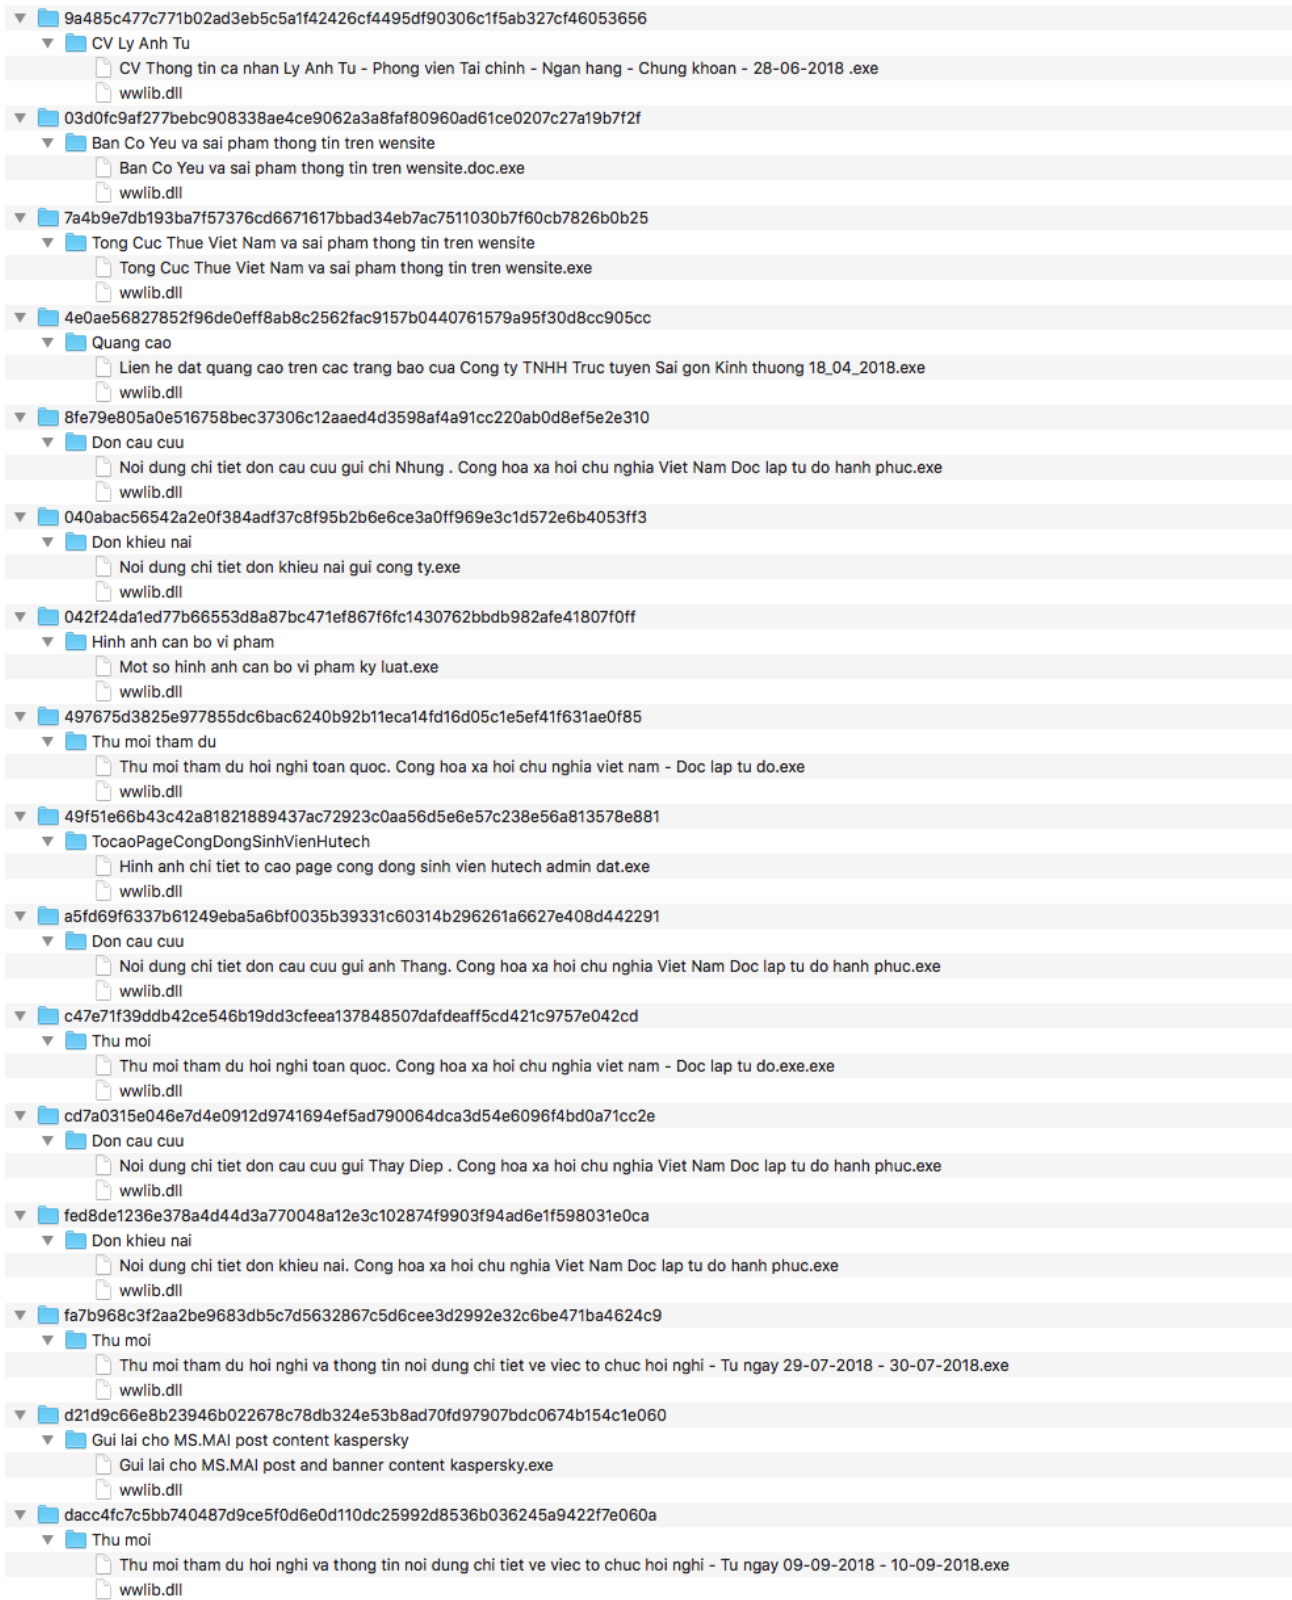 9a485c477c771b02ad3eb5c5a1f42426cf4495df90306c1f5ab327cf46053656
CV Ly Anh Tu
CV Thong tin ca nhan Ly Anh Tu - Phong vien Tai chinh - Ngan hang - Chung khoan - 28-06-2018 .exe
wwlib.dll
03d0fc9af277bebc908338ae4ce9062a3a8faf80960ad61ce0207c27a19b7f2f
Ban Co Yeu va sai pham thong tin tren wensite
Ban Co Yeu va sai pham thong tin tren wensite.doc.exe
wwlib.dll
7a4b9e7db193ba7f57376cd6671617bbad34eb7ac7511030b7f60cb7826b0b25
Tong Cuc Thue Viet Nam va sai pham thong tin tren wensite
Tong Cuc Thue Viet Nam va sai pham thong tin tren wensite.exe
wwlib.dll
4e0ae56827852f96de0eff8ab8c2562fac9157b0440761579a95f30d8cc905cc
Quang cao
Lien he dat quang cao tren cac trang bao cua Cong ty TNHH Truc tuyen Sai gon Kinh thuong 18_04_2018.exe
wwlib.dll
8fe79e805a0e516758bec37306c12aaed4d3598af4a91cc220ab0d8ef5e2e310
Don cau cuu
Noi dung chi tiet don cau cuu gui chi Nhung . Cong hoa xa hoi chu nghia Viet Nam Doc lap tu do hanh phuc.exe
wwlib.dll
040abac56542a2e0f384adf37c8f95b2b6e6ce3a0ff969e3c1d572e6b4053ff3
Don khieu nai
Noi dung chi tiet don khieu nai gui cong ty.exe
wwlib.dll
042f24da1ed77b66553d8a87bc471ef867f6fc1430762bbdb982afe41807f0ff
Hinh anh can bo vi pham
Mot so hinh anh can bo vi pham ky luat.exe
wwlib.dll
497675d3825e977855dc6bac6240b92b11eca14fd16d05c1e5ef41f631ae0f85
Thu moi tham du
Thu moi tham du hoi nghi toan quoc. Cong hoa xa hoi chu nghia viet nam - Doc lap tu do.exe
wwlib.dll
49f51e66b43c42a81821889437ac72923c0aa56d5e6e57c238e56a813578e881
TocaoPageCongDongSinhVienHutech
Hinh anh chi tiet to cao page cong dong sinh vien hutech admin dat.exe
wwlib.dll
a5fd69f6337b61249eba5a6bf0035b39331c60314b296261a6627e408d442291
Don cau cuu
Noi dung chi tiet don cau cuu gui anh Thang. Cong hoa xa hoi chu nghia Viet Nam Doc lap tu do hanh phuc.exe
wwlib.dll
c47e71f39ddb42ce546b19dd3cfeea137848507dafdeaff5cd421c9757e042cd
Thu moi
Thu moi tham du hoi nghi toan quoc. Cong hoa xa hoi chu nghia viet nam - Doc lap tu do.exe.exe
wwlib.dll
cd7a0315e046e7d4e0912d9741694ef5ad790064dca3d54e6096f4bd0a71cc2e
Don cau cuu
Noi dung chi tiet don cau cuu gui Thay Diep . Cong hoa xa hoi chu nghia Viet Nam Doc lap tu do hanh phuc.exe
wwlib.dll
fed8de1236e378a4d44d3a770048a12e3c102874f9903f94ad6e1f598031e0ca
Don khieu nai
Noi dung chi tiet don khieu nai. Cong hoa xa hoi chu nghia Viet Nam Doc lap tu do hanh phuc.exe
wwlib.dll
fa7b968c3f2aa2be9683db5c7d5632867c5d6cee3d2992e32c6be471ba4624c9
Thu moi
Thu moi tham du hoi nghi va thong tin noi dung chi tiet ve viec to chuc hoi nghi - Tu ngay 29-07-2018 - 30-07-2018.exe
wwlib.dll
d21d9c66e8b23946b022678c78db324e53b8ad70fd97907bdc0674b154c1e060
Gui lai cho MS.MAI post content kaspersky
Gui lai cho MS.MAI post and banner content kaspersky.exe
wwlib.dll
dacc4fc7c5bb740487d9ce5f0d6e0d110dc25992d8536b036245a9422f7e060a
Thu moi
Thu moi tham du hoi nghi va thong tin noi dung chi tiet ve viec to chuc hoi nghi - Tu ngay 09-09-2018 - 10-09-2018.exe
wwlib.dll